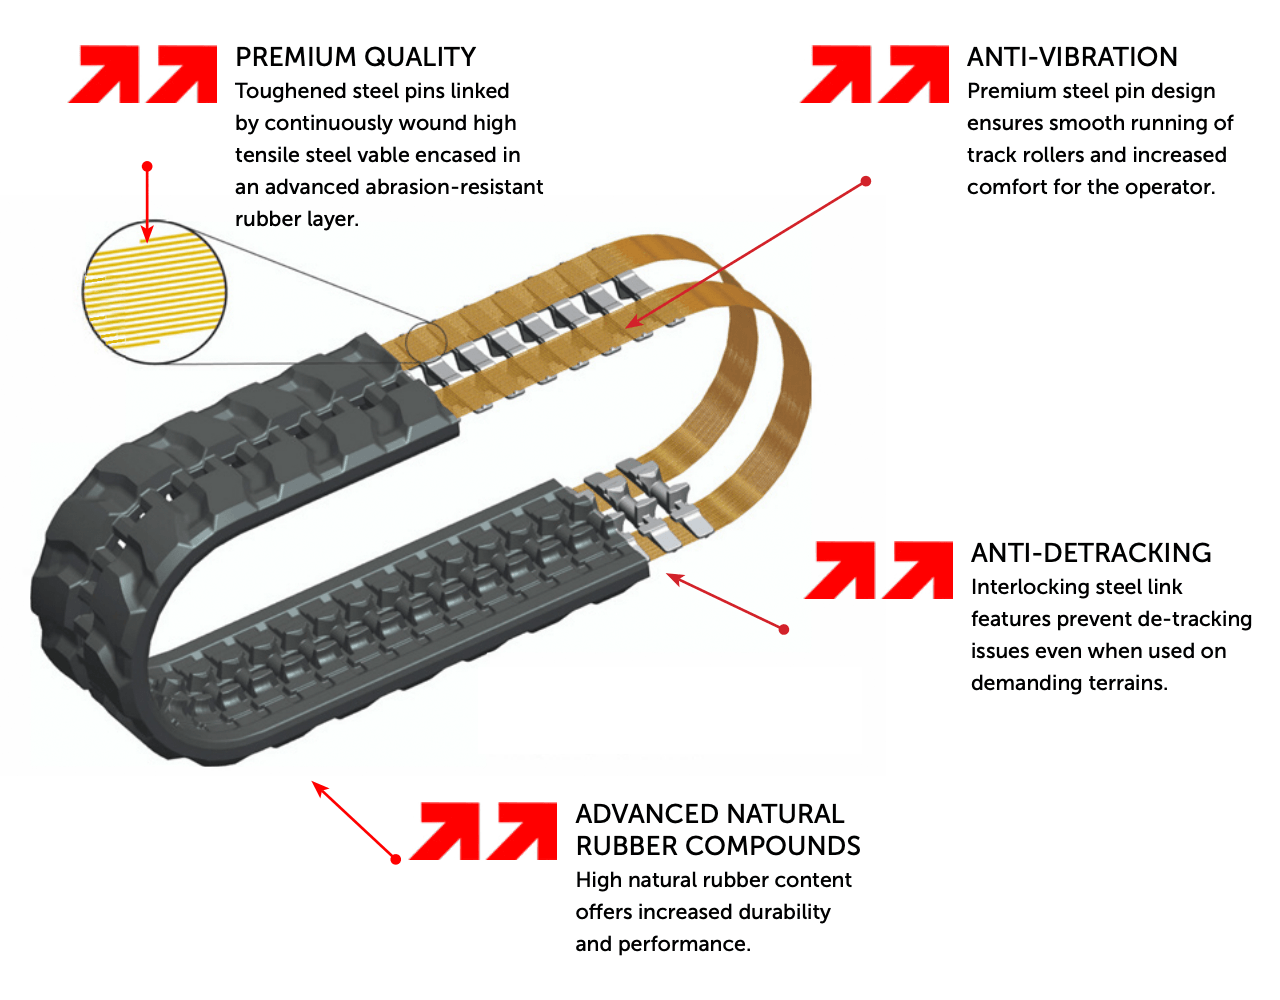 PREMIUM QUALITY
Toughened steel pins linked
by continuously wound high
tensile steel vable encased in
an advanced abrasion-resistant
rubber layer.
ANTI-VIBRATION
Premium steel pin design
ensures smooth running of
track rollers and increased
comfort for the operator.
ANTI-DETRACKING
Interlocking steel link
features prevent de-tracking
issues even when used on
demanding terrains.
ADVANCED NATURAL
RUBBER COMPOUNDS
High natural rubber content
offers increased durability
and performance.